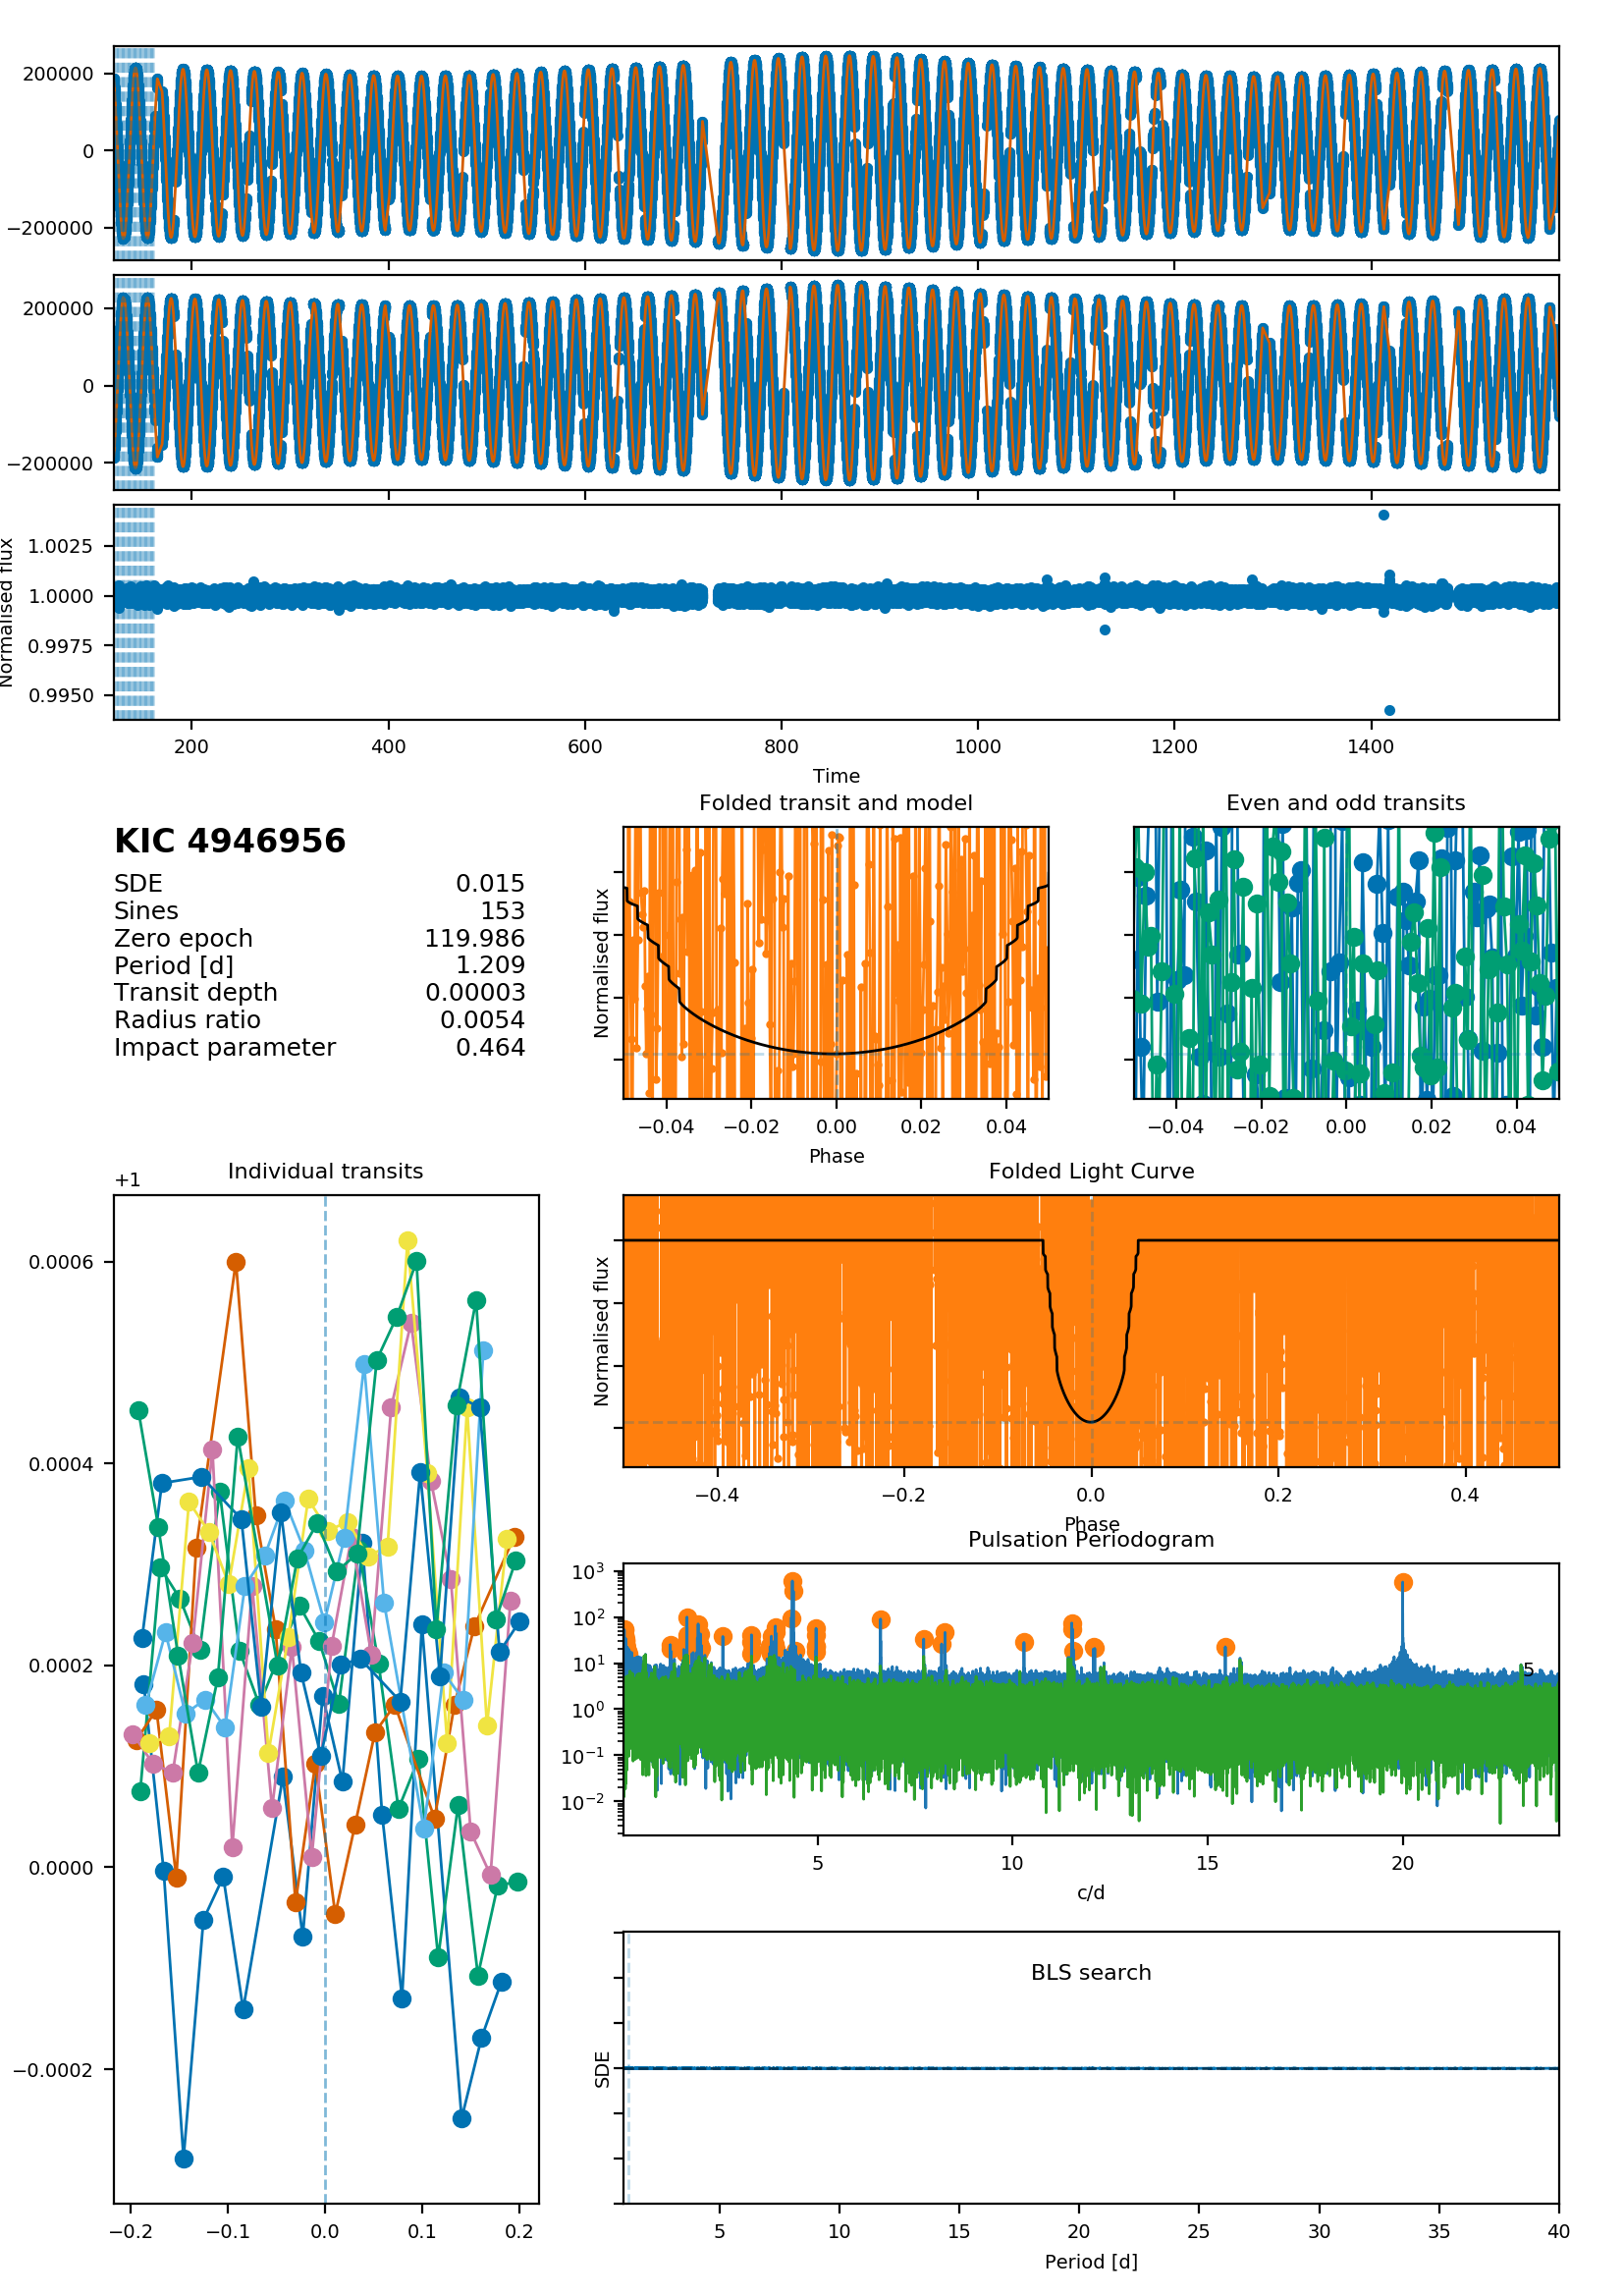 200000
0
−200000
200000
0
−200000
Normalised flux
1.0025
1.0000
0.9975
0.9950
200 400 600 800 1000 1200 1400
Time
KIC 4946956
SDE 0.015
Sines 153
Zero epoch 119.986
Period [d] 1.209
Transit depth 0.00003
Radius ratio 0.0054
Impact parameter 0.464
Folded transit and model
Normalised flux
−0.04 −0.02 0.00 0.02 0.04
Phase
Even and odd transits
−0.04 −0.02 0.00 0.02 0.04
Individual transits
+1
0.0006
0.0004
0.0002
0.0000
−0.0002
−0.2 −0.1 0.0 0.1 0.2
Folded Light Curve
Normalised flux
−0.4 −0.2 0.0 0.2 0.4
Phase
Pulsation Periodogram
10³
10²
10¹
10⁰
10⁻¹
10⁻²
5
5 10 15 20
c/d
BLS search
SDE
5 10 15 20 25 30 35 40
Period [d]